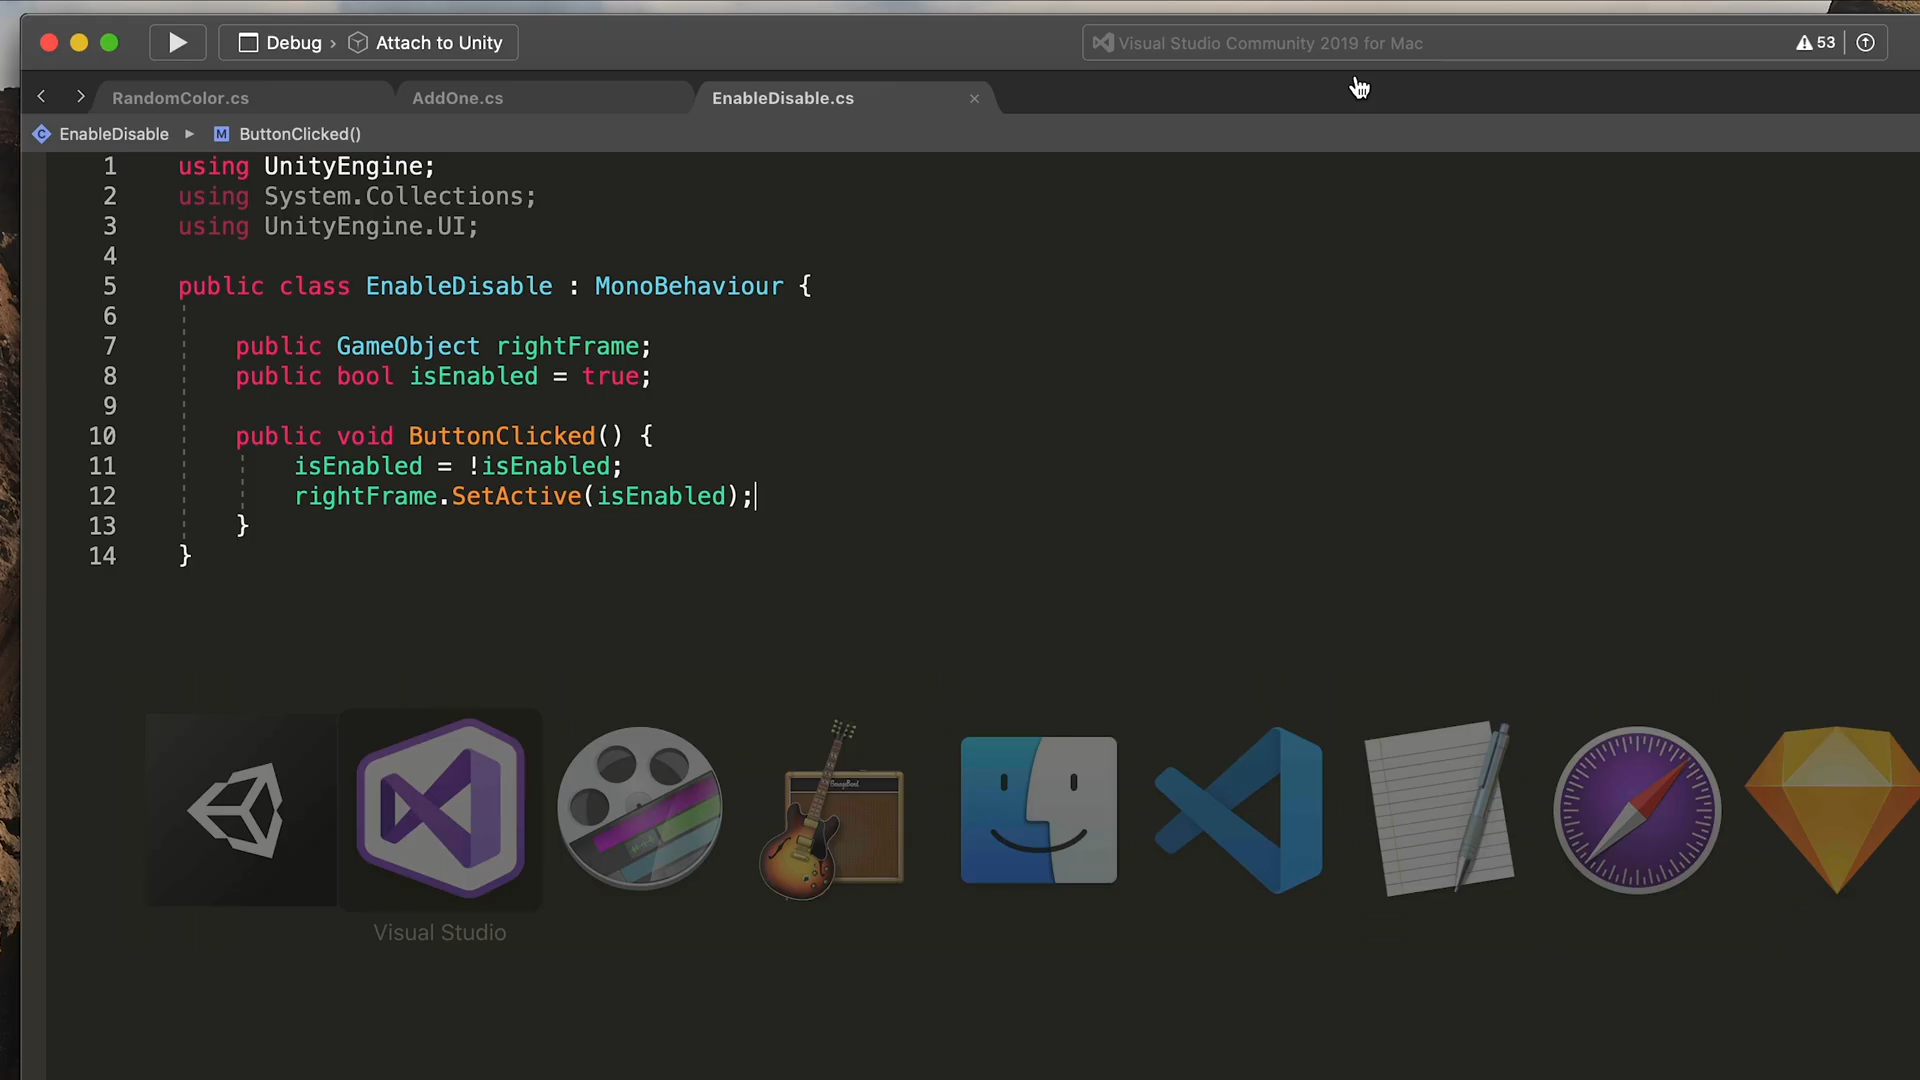 Debug › Attach to Unity
Visual Studio Community 2019 for Mac
53
RandomColor.cs
AddOne.cs
EnableDisable.cs
EnableDisable
M ButtonClicked()
1 using UnityEngine;
2 using System.Collections;
3 using UnityEngine.UI;
4
5 public class EnableDisable : MonoBehaviour {
6
7 public GameObject rightFrame;
8 public bool isEnabled = true;
9
10 public void ButtonClicked() {
11 isEnabled = !isEnabled;
12 rightFrame.SetActive(isEnabled);
13 }
14 }
Visual Studio